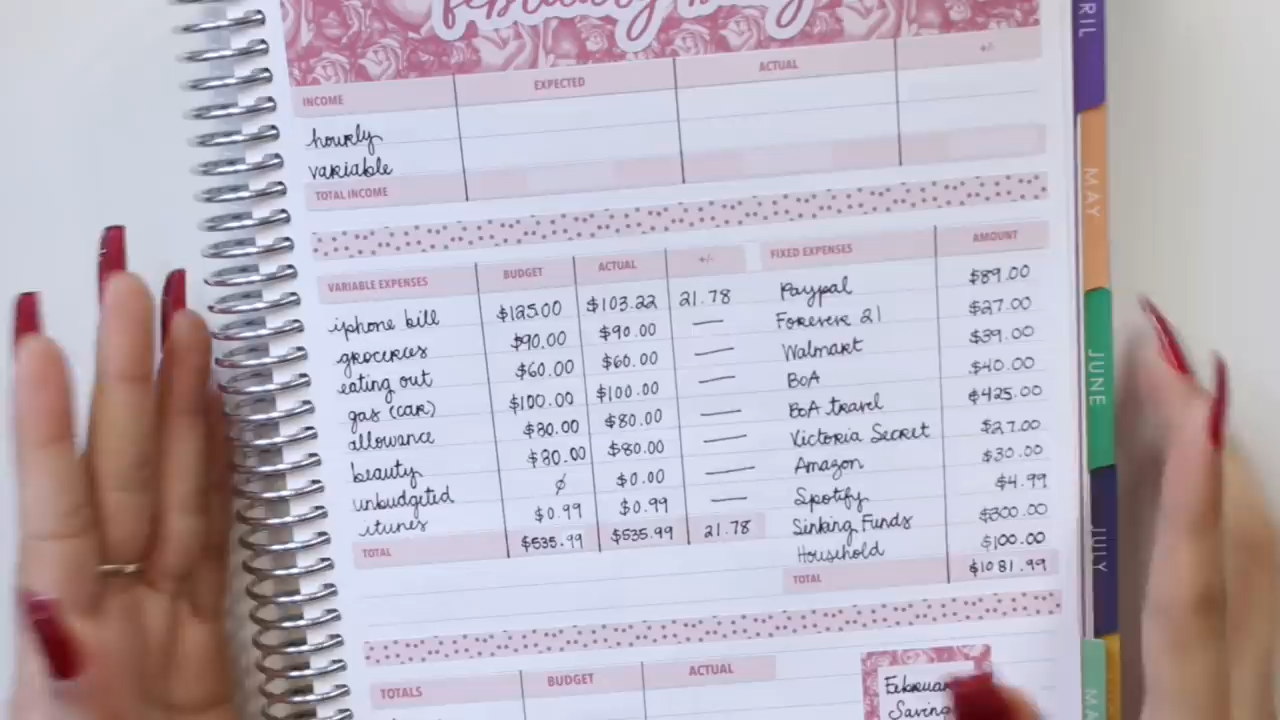 INCOME EXPECTED ACTUAL +/-
hourly
variable
TOTAL INCOME
VARIABLE EXPENSES BUDGET ACTUAL +/-
iphone bill $125.00 $103.22 21.78
groceries $90.00 $90.00 —
eating out $60.00 $60.00 —
gas (car) $100.00 $100.00 —
allowance $80.00 $80.00 —
beauty $80.00 $80.00 —
unbudgeted ∅ $0.00 —
itunes $0.99 $0.99 —
TOTAL $535.99 $535.99 21.78
FIXED EXPENSES AMOUNT
Paypal $89.00
Forever 21 $27.00
Walmart $39.00
BoA $40.00
BoA travel $425.00
Victoria Secret $27.00
Amazon $30.00
Spotify $4.99
Sinking Funds $300.00
Household $100.00
TOTAL $1081.99
TOTALS BUDGET ACTUAL
MAY
JUNE
JULY